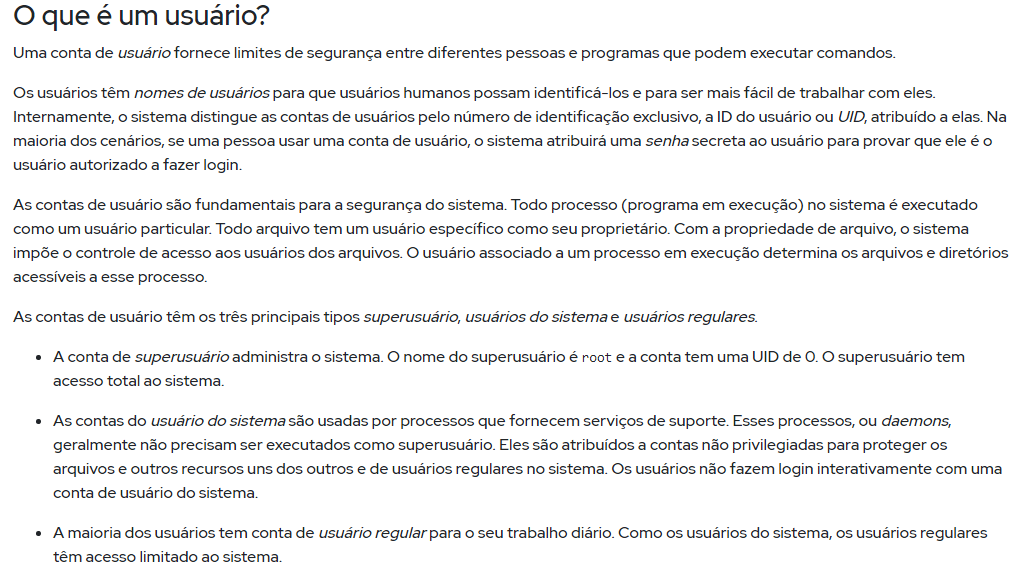 O que é um usuário?
Uma conta de usuário fornece limites de segurança entre diferentes pessoas e programas que podem executar comandos.
Os usuários têm nomes de usuários para que usuários humanos possam identificá-los e para ser mais fácil de trabalhar com eles.
Internamente, o sistema distingue as contas de usuários pelo número de identificação exclusivo, a ID do usuário ou UID, atribuído a elas. Na
maioria dos cenários, se uma pessoa usar uma conta de usuário, o sistema atribuirá uma senha secreta ao usuário para provar que ele é o
usuário autorizado a fazer login.
As contas de usuário são fundamentais para a segurança do sistema. Todo processo (programa em execução) no sistema é executado
como um usuário particular. Todo arquivo tem um usuário específico como seu proprietário. Com a propriedade de arquivo, o sistema
impõe o controle de acesso aos usuários dos arquivos. O usuário associado a um processo em execução determina os arquivos e diretórios
acessíveis a esse processo.
As contas de usuário têm os três principais tipos superusuário, usuários do sistema e usuários regulares.
• A conta de superusuário administra o sistema. O nome do superusuário é root e a conta tem uma UID de 0. O superusuário tem
acesso total ao sistema.
• As contas do usuário do sistema são usadas por processos que fornecem serviços de suporte. Esses processos, ou daemons,
geralmente não precisam ser executados como superusuário. Eles são atribuídos a contas não privilegiadas para proteger os
arquivos e outros recursos uns dos outros e de usuários regulares no sistema. Os usuários não fazem login interativamente com uma
conta de usuário do sistema.
• A maioria dos usuários tem conta de usuário regular para o seu trabalho diário. Como os usuários do sistema, os usuários regulares
têm acesso limitado ao sistema.